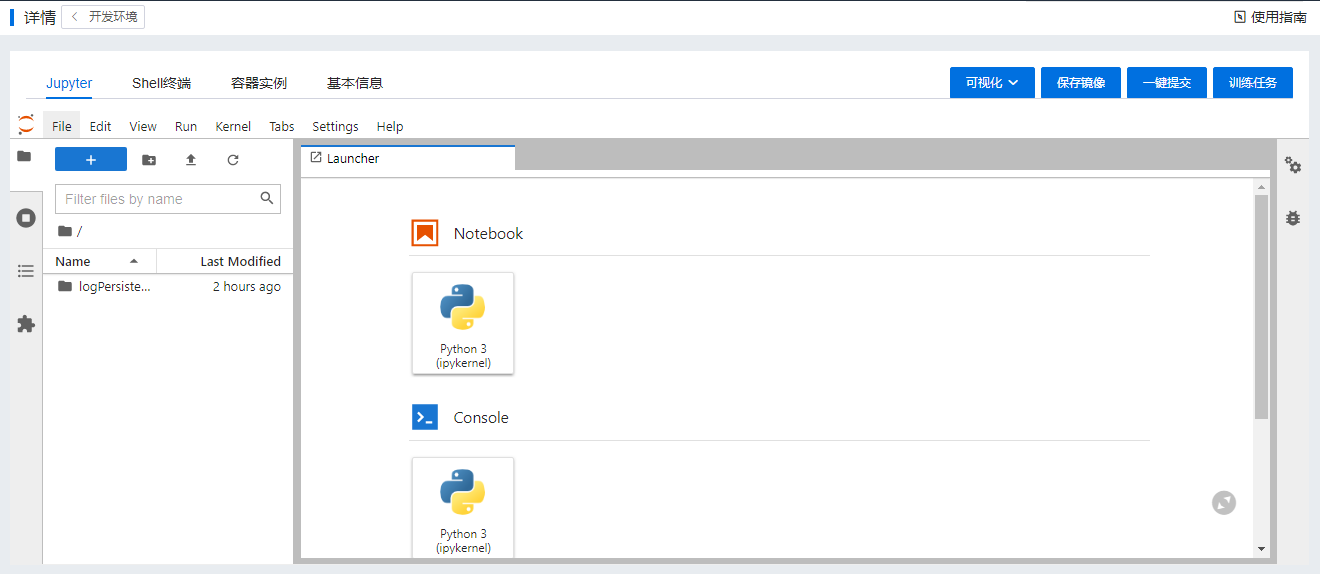 详情 开发环境 使用指南
Jupyter Shell终端 容器实例 基本信息 可视化 保存镜像 一键提交 训练任务
File Edit View Run Kernel Tabs Settings Help
Launcher
Filter files by name
/
Name Last Modified
logPersiste... 2 hours ago
Notebook
Python 3
(ipykernel)
Console
Python 3
(ipykernel)